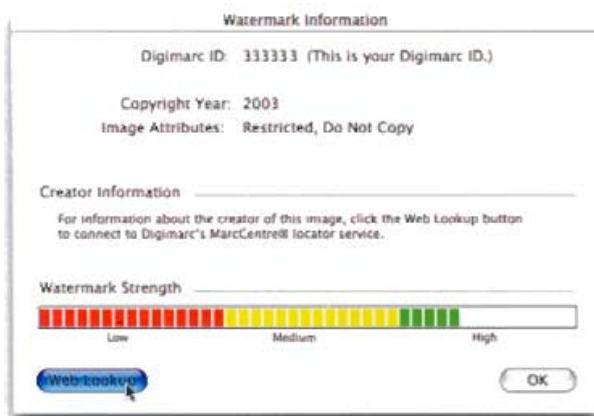 Watermark Information
Digimarc ID: 333333 (This is your Digimarc ID.)
Copyright Year: 2003
Image Attributes: Restricted, Do Not Copy
Creator Information
For information about the creator of this image, click the Web Lookup button
to connect to Digimarc's MarcCentre® locator service.
Watermark Strength
Low Medium High
Web Lookup OK